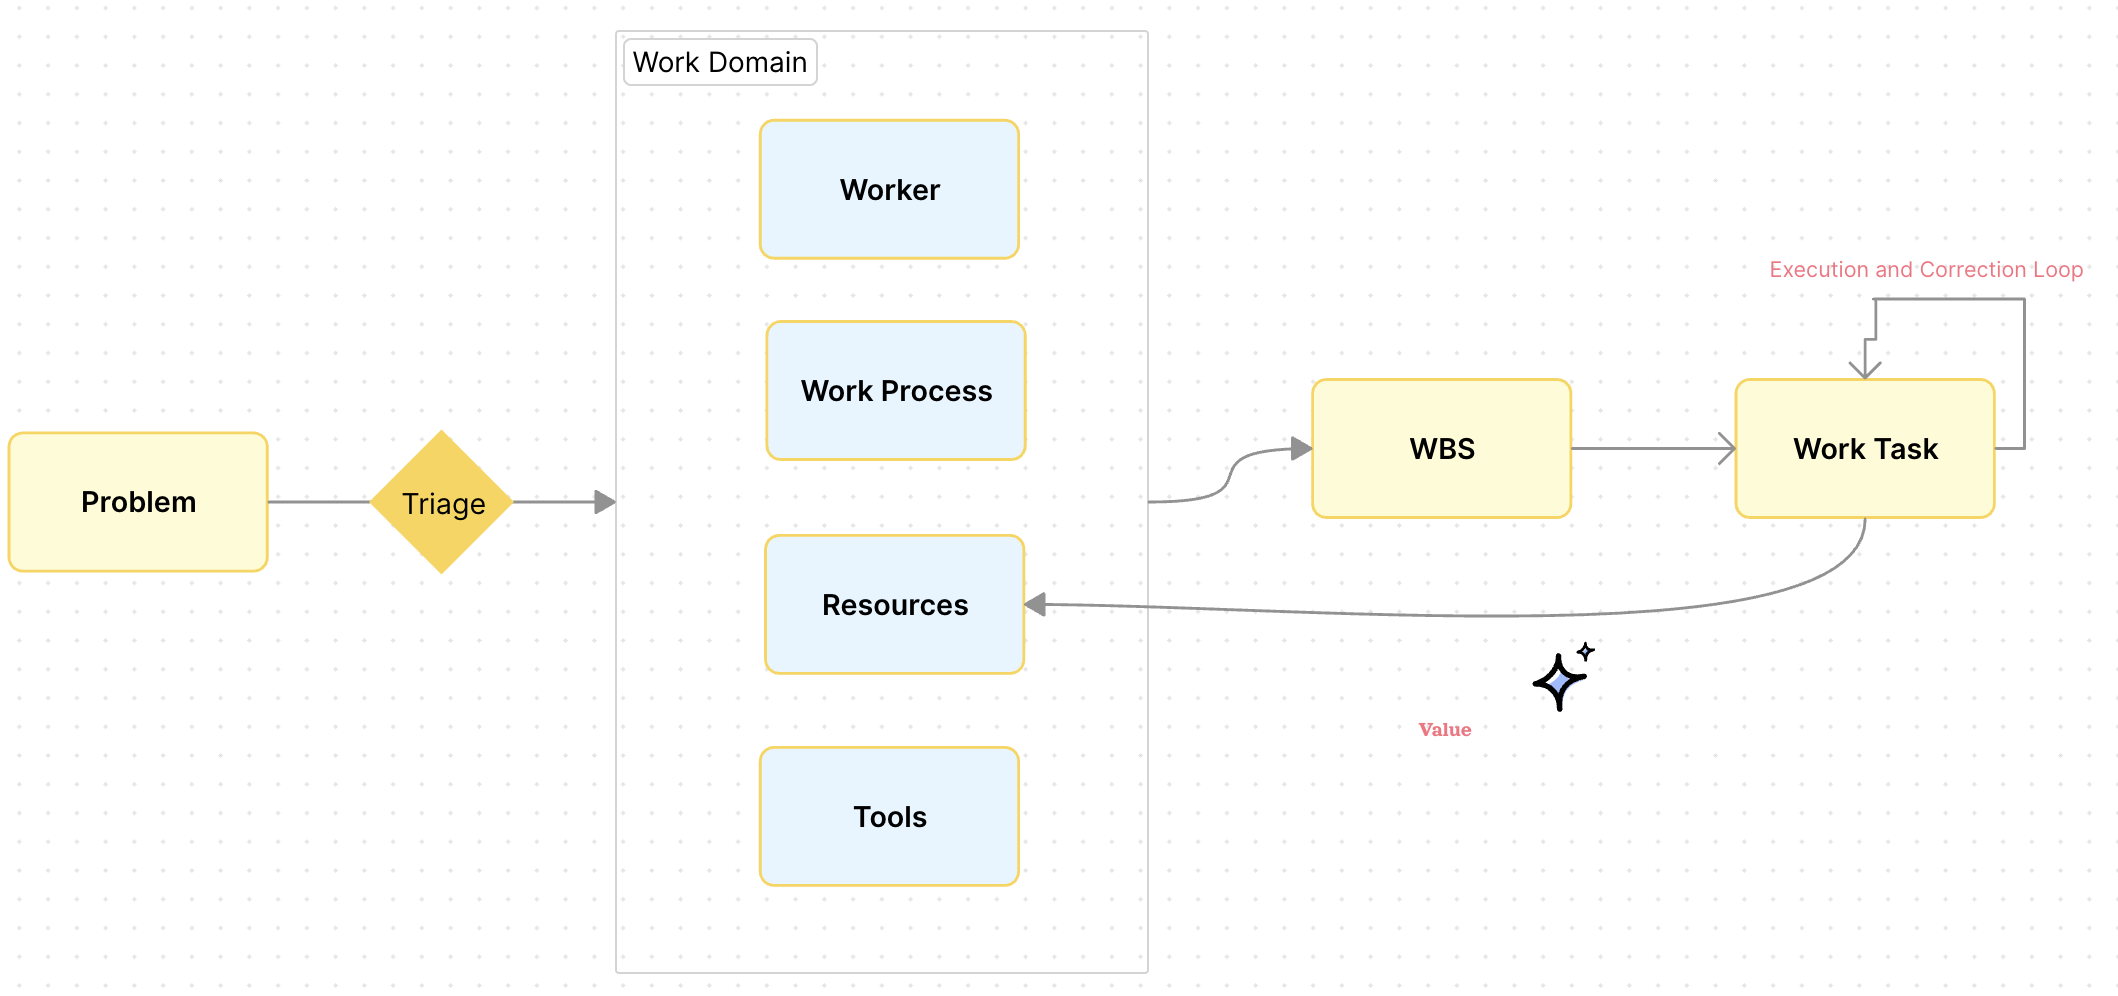 Work Domain
Worker
Work Process
Execution and Correction Loop
Problem
Triage
WBS
Work Task
Resources
Value
Tools